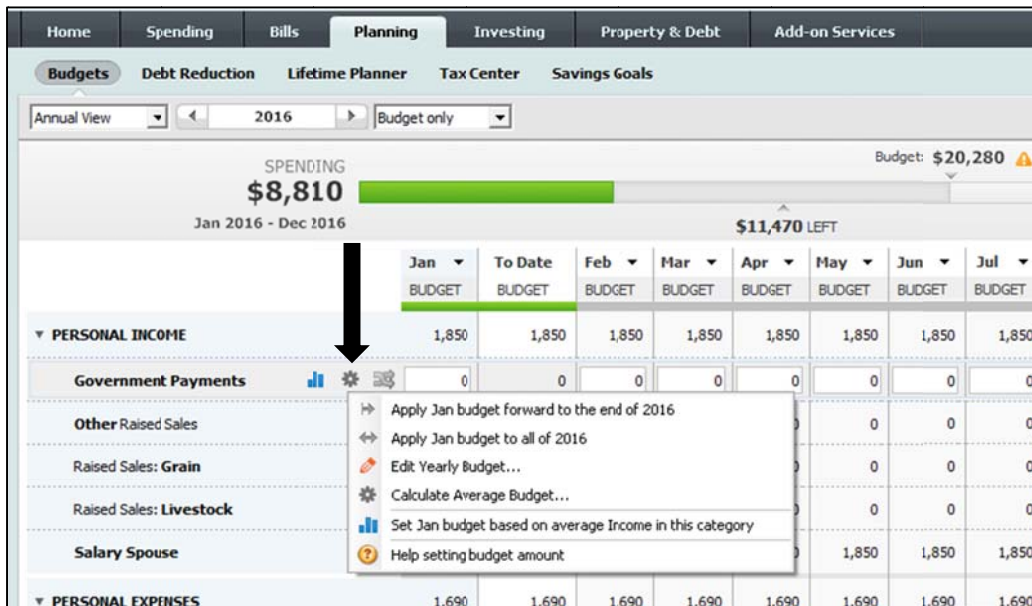 Home Spending Bills Planning Investing Property & Debt Add-on Services
Budgets Debt Reduction Lifetime Planner Tax Center Savings Goals
Annual View 2016 Budget only
SPENDING
$8,810
Jan 2016 - Dec 2016
Budget: $20,280
$11,470 LEFT
Jan To Date Feb Mar Apr May Jun Jul
BUDGET BUDGET BUDGET BUDGET BUDGET BUDGET BUDGET BUDGET
PERSONAL INCOME 1,850 1,850 1,850 1,850 1,850 1,850 1,850 1,850
Government Payments 0 0 0 0 0 0 0 0
Apply Jan budget forward to the end of 2016
Apply Jan budget to all of 2016
Edit Yearly Budget...
Calculate Average Budget...
Set Jan budget based on average Income in this category
Help setting budget amount
Other Raised Sales 0 0 0
Raised Sales: Grain 0 0 0
Raised Sales: Livestock 0 0 0
Salary Spouse 1,850 1,850 1,850
PERSONAL EXPENSES 1,690 1,690 1,690 1,690 1,690 1,690 1,690 1,690